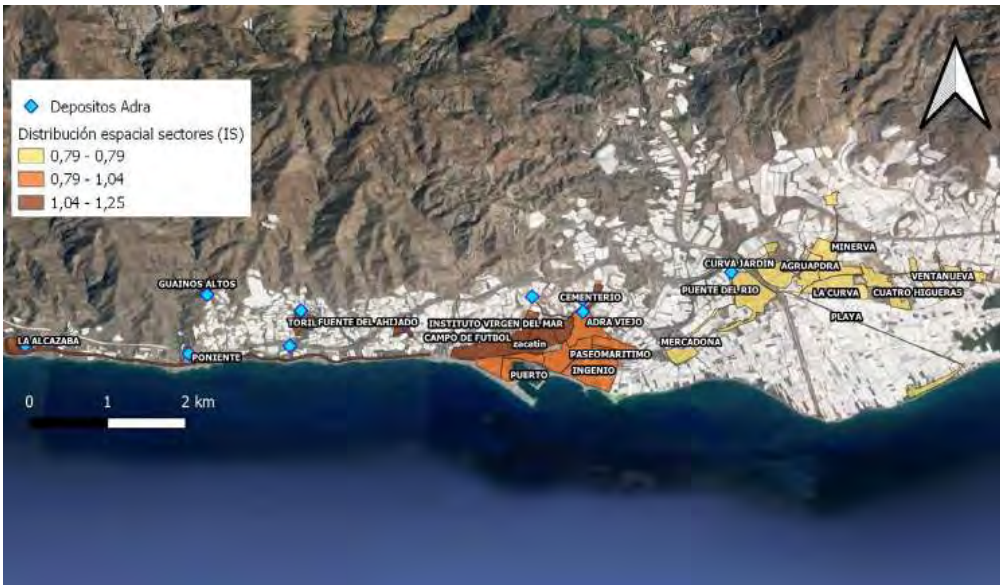 Depositos Adra
Distribución espacial sectores (IS)
0,79 - 0,79
0,79 - 1,04
1,04 - 1,25
MINERVA
CURVA JARDIN
AGRUAPDRA
VENTANUEVA
GUAINOS ALTOS
PUENTE DEL RIO
LA CURVA
CUATRO HIGUERAS
CEMENTERIO
PLAYA
TORIL
FUENTE DEL AHIJADO
INSTITUTO VIRGEN DEL MAR
ADRA VIEJO
LA ALCAZABA
CAMPO DE FUTBOL
zacatin
MERCADONA
PONIENTE
PASEOMARITIMO
PUERTO
INGENIO
0 1 2 km